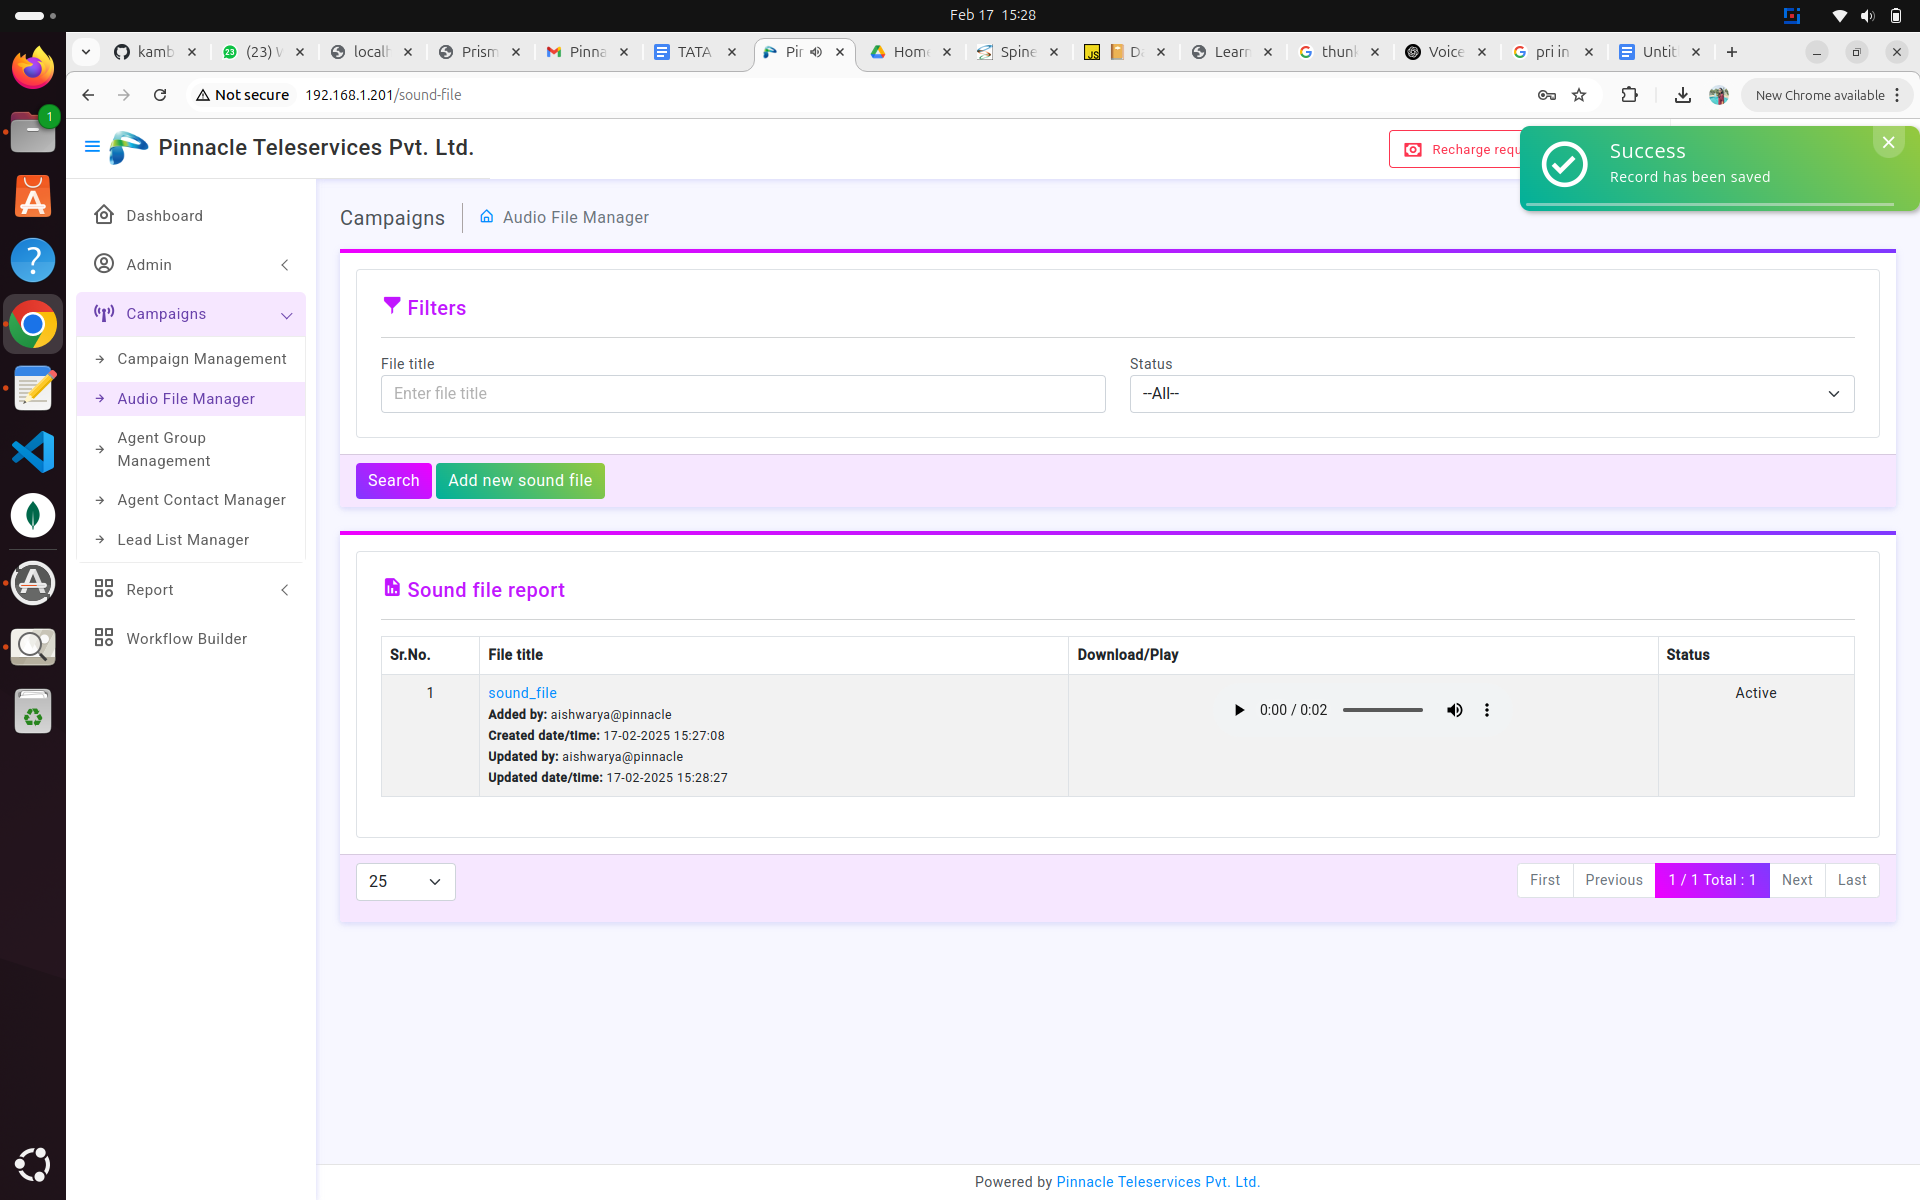 Feb 17 15:28
1
kamb
(23) W
localh
Prism
Pinna
TATA
Pin
Home
Spine
Da
Learn
thunk
Voice
pri in
Untit
Not secure
192.168.1.201/sound-file
New Chrome available
Pinnacle Teleservices Pvt. Ltd.
Recharge requ
Success
Record has been saved
Dashboard
Admin
Campaigns
Campaign Management
Audio File Manager
Agent Group
Management
Agent Contact Manager
Lead List Manager
Report
Workflow Builder
Campaigns
Audio File Manager
Filters
File title
Enter file title
Status
--All--
Search
Add new sound file
Sound file report
Sr.No. File title Download/Play Status
1 sound_file 0:00 / 0:02 Active
Added by: aishwarya@pinnacle
Created date/time: 17-02-2025 15:27:08
Updated by: aishwarya@pinnacle
Updated date/time: 17-02-2025 15:28:27
25
First Previous 1 / 1 Total : 1 Next Last
Powered by Pinnacle Teleservices Pvt. Ltd.